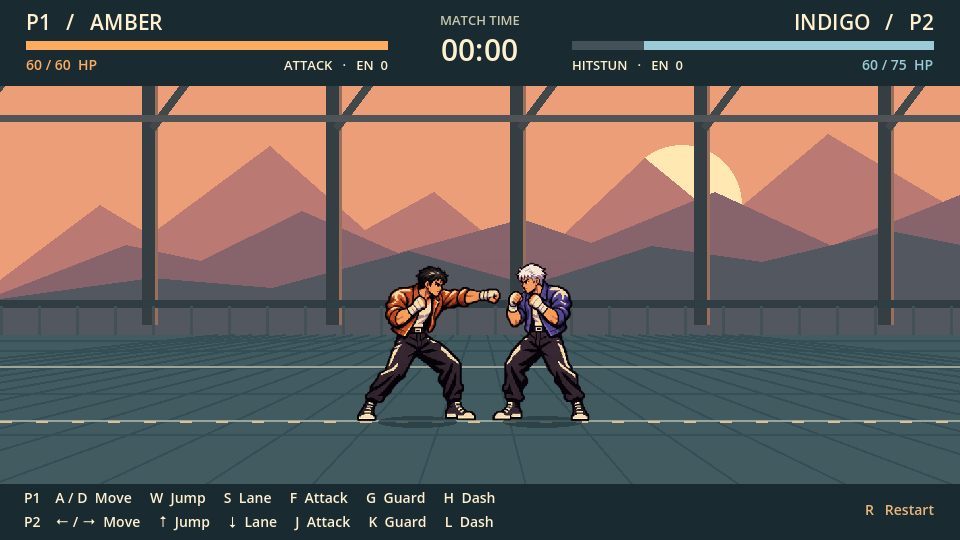 P1 / AMBER
MATCH TIME
INDIGO / P2
00:00
60 / 60 HP
ATTACK · EN 0
HITSTUN · EN 0
60 / 75 HP
P1 A / D Move W Jump S Lane F Attack G Guard H Dash
P2 ← / → Move ↑ Jump ↓ Lane J Attack K Guard L Dash
R Restart